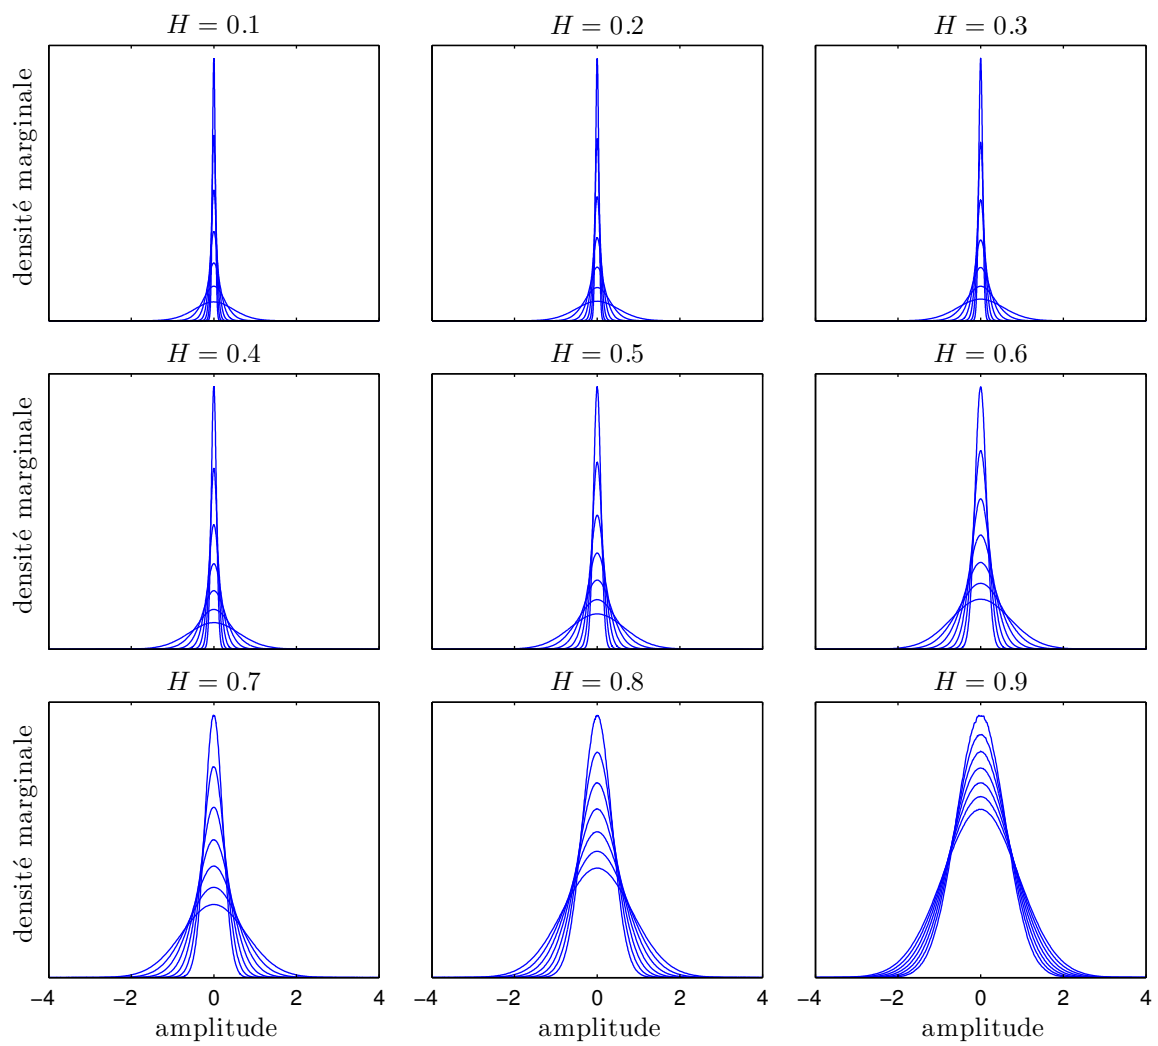 H = 0.1
H = 0.2
H = 0.3
densité marginale
H = 0.4
H = 0.5
H = 0.6
densité marginale
H = 0.7
H = 0.8
H = 0.9
densité marginale
−4 −2 0 2 4
−4 −2 0 2 4
−4 −2 0 2 4
amplitude
amplitude
amplitude